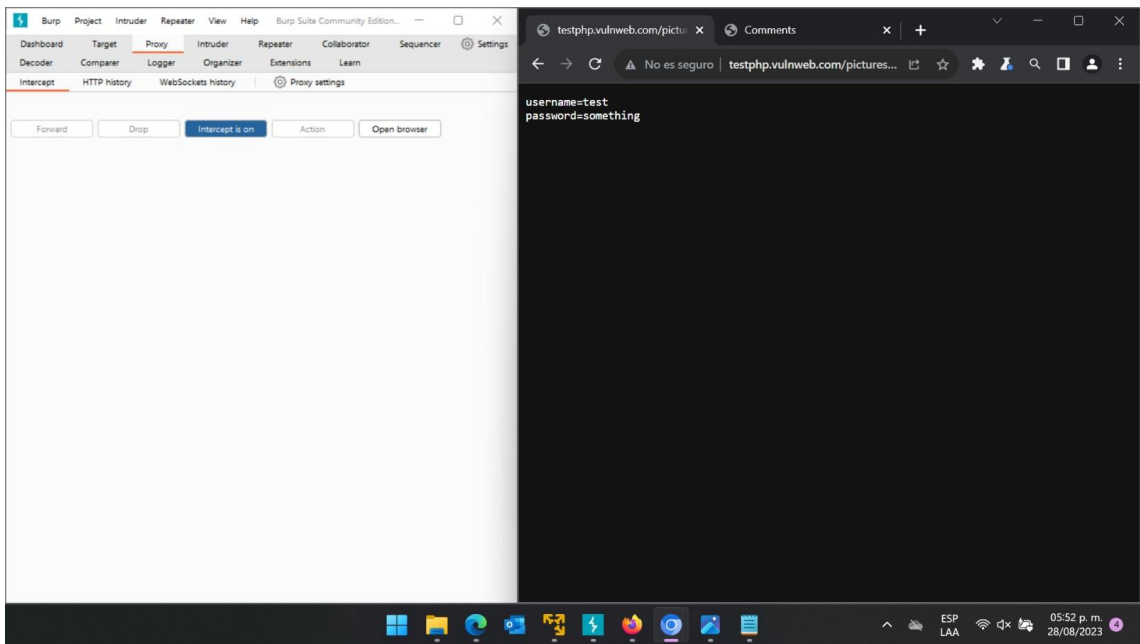 Burp Project Intruder Repeater View Help Burp Suite Community Edition...
Dashboard Target Proxy Intruder Repeater Collaborator Sequencer Settings
Decoder Comparer Logger Organizer Extensions Learn
Intercept HTTP history WebSockets history Proxy settings
Forward Drop Intercept is on Action Open browser
testphp.vulnweb.com/pictu Comments
No es seguro testphp.vulnweb.com/pictures...
username=test
password=something
ESP
LAA
05:52 p. m.
28/08/2023
4